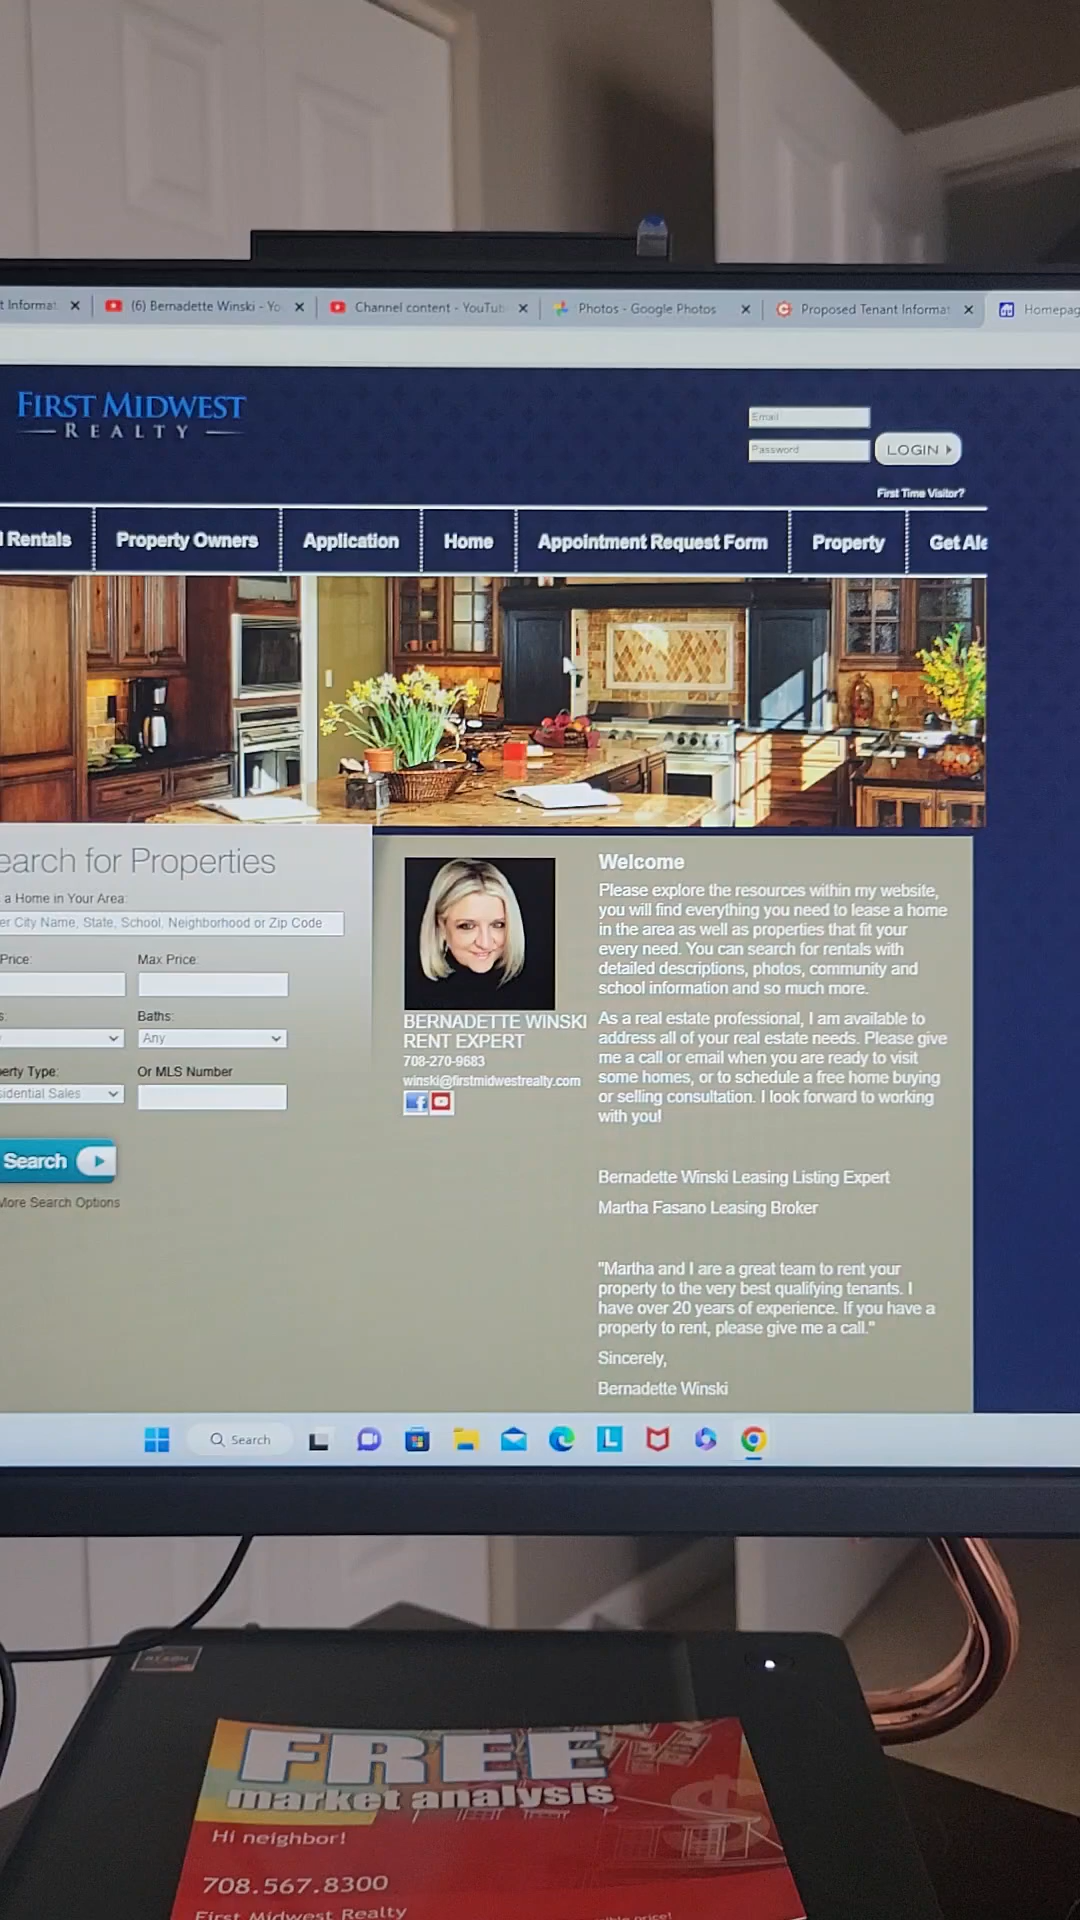 t Informat
(6) Bernadette Winski - Yo
Channel content - YouTub
Photos - Google Photos
Proposed Tenant Informat
Homepag
FIRST MIDWEST
REALTY
Email
Password
LOGIN
First Time Visitor?
l Rentals
Property Owners
Application
Home
Appointment Request Form
Property
Get Ale
earch for Properties
a Home in Your Area:
er City Name, State, School, Neighborhood or Zip Code
Price:
Max Price:
s:
Baths:
Any
erty Type:
Or MLS Number
sidential Sales
Search
More Search Options
BERNADETTE WINSKI
RENT EXPERT
708-270-9683
winski@firstmidwestrealty.com
Welcome
Please explore the resources within my website,
you will find everything you need to lease a home
in the area as well as properties that fit your
every need. You can search for rentals with
detailed descriptions, photos, community and
school information and so much more.
As a real estate professional, I am available to
address all of your real estate needs. Please give
me a call or email when you are ready to visit
some homes, or to schedule a free home buying
or selling consultation. I look forward to working
with you!
Bernadette Winski Leasing Listing Expert
Martha Fasano Leasing Broker
"Martha and I are a great team to rent your
property to the very best qualifying tenants. I
have over 20 years of experience. If you have a
property to rent, please give me a call."
Sincerely,
Bernadette Winski
Search
L
RYZEN
FREE
market analysis
Hi neighbor!
708.567.8300
First Midwest Realty
price!